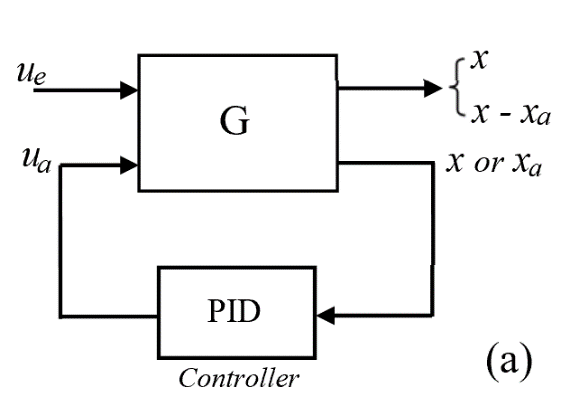 u_e
G
x
x - x_a
u_a
x or x_a
PID
Controller
(a)